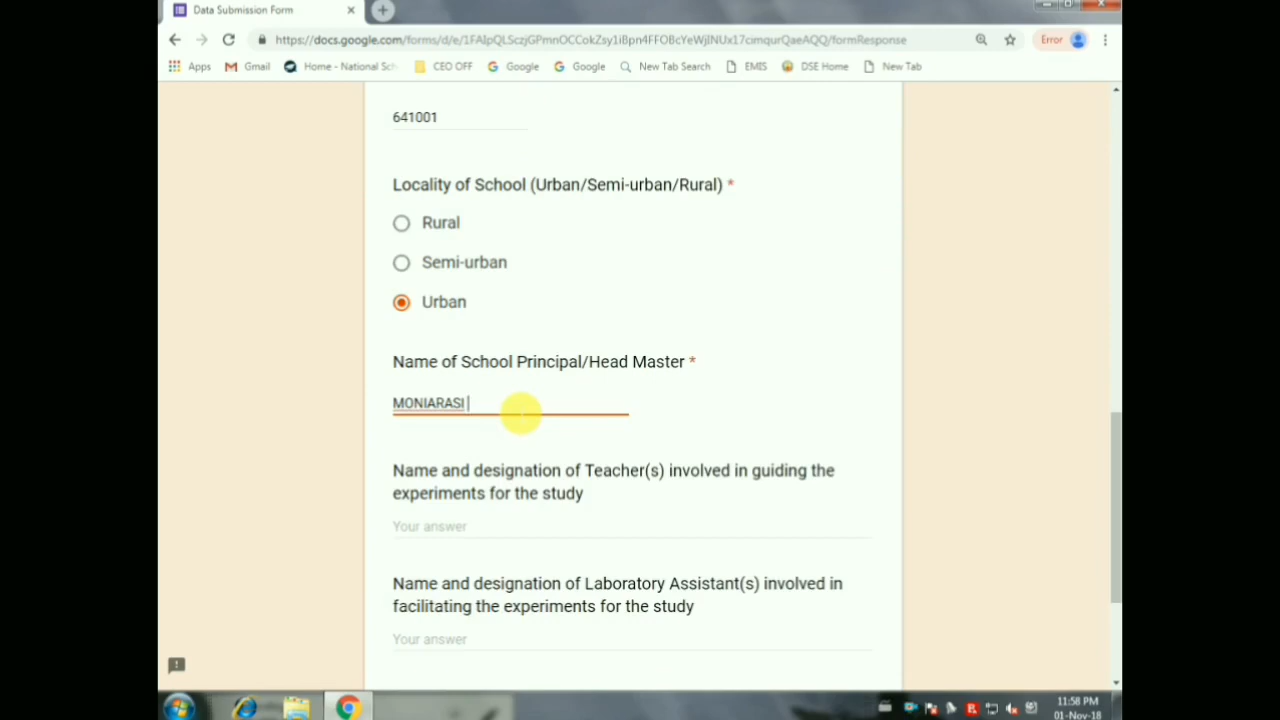 Data Submission Form
https://docs.google.com/forms/d/e/1FAIpQLSczjGPmnOCCokZsy1iBpn4FFOBcYeWjlNUx17cimqurQaeAQQ/formResponse
Error
Apps Gmail Home - National Sch CEO OFF Google Google New Tab Search EMIS DSE Home New Tab
641001
Locality of School (Urban/Semi-urban/Rural) *
Rural
Semi-urban
Urban
Name of School Principal/Head Master *
MONIARASI
Name and designation of Teacher(s) involved in guiding the
experiments for the study
Your answer
Name and designation of Laboratory Assistant(s) involved in
facilitating the experiments for the study
Your answer
11:58 PM
01-Nov-18